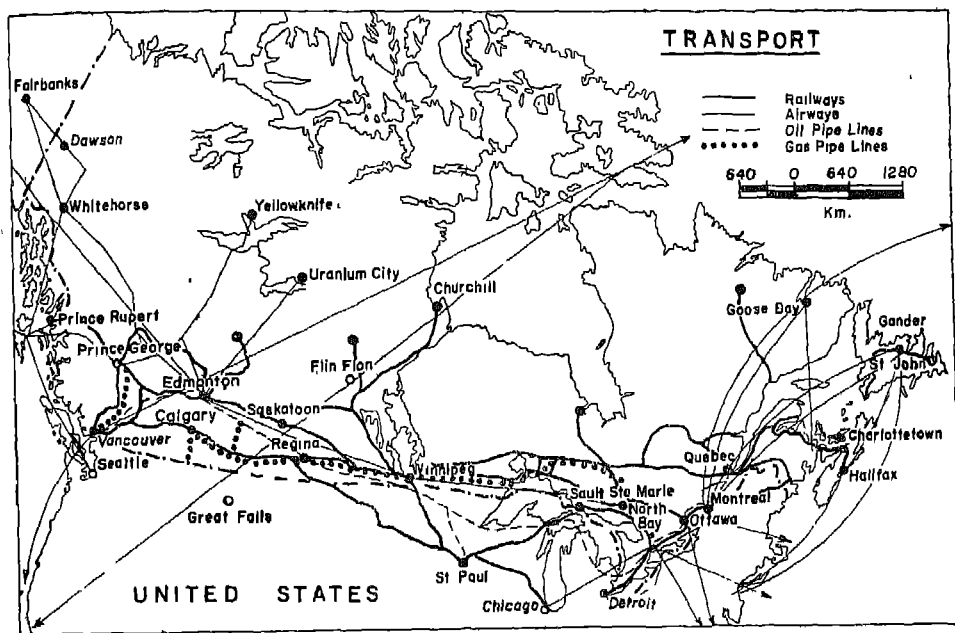 TRANSPORT
Railways
Airways
Oil Pipe Lines
Gas Pipe Lines
640 0 640 1280
Km.
Fairbanks
Dawson
Whitehorse
Yellowknife
Uranium City
Churchill
Prince Rupert
Goose Bay
Gander
Prince George
St John
Flin Flon
Edmonton
Calgary
Saskatoon
Vancouver
Regina
Charlottetown
Quebec
Seattle
Winnipeg
Halifax
Sault Ste Marie
Montreal
Great Falls
North
Bay
Ottawa
St Paul
UNITED STATES
Chicago
Detroit